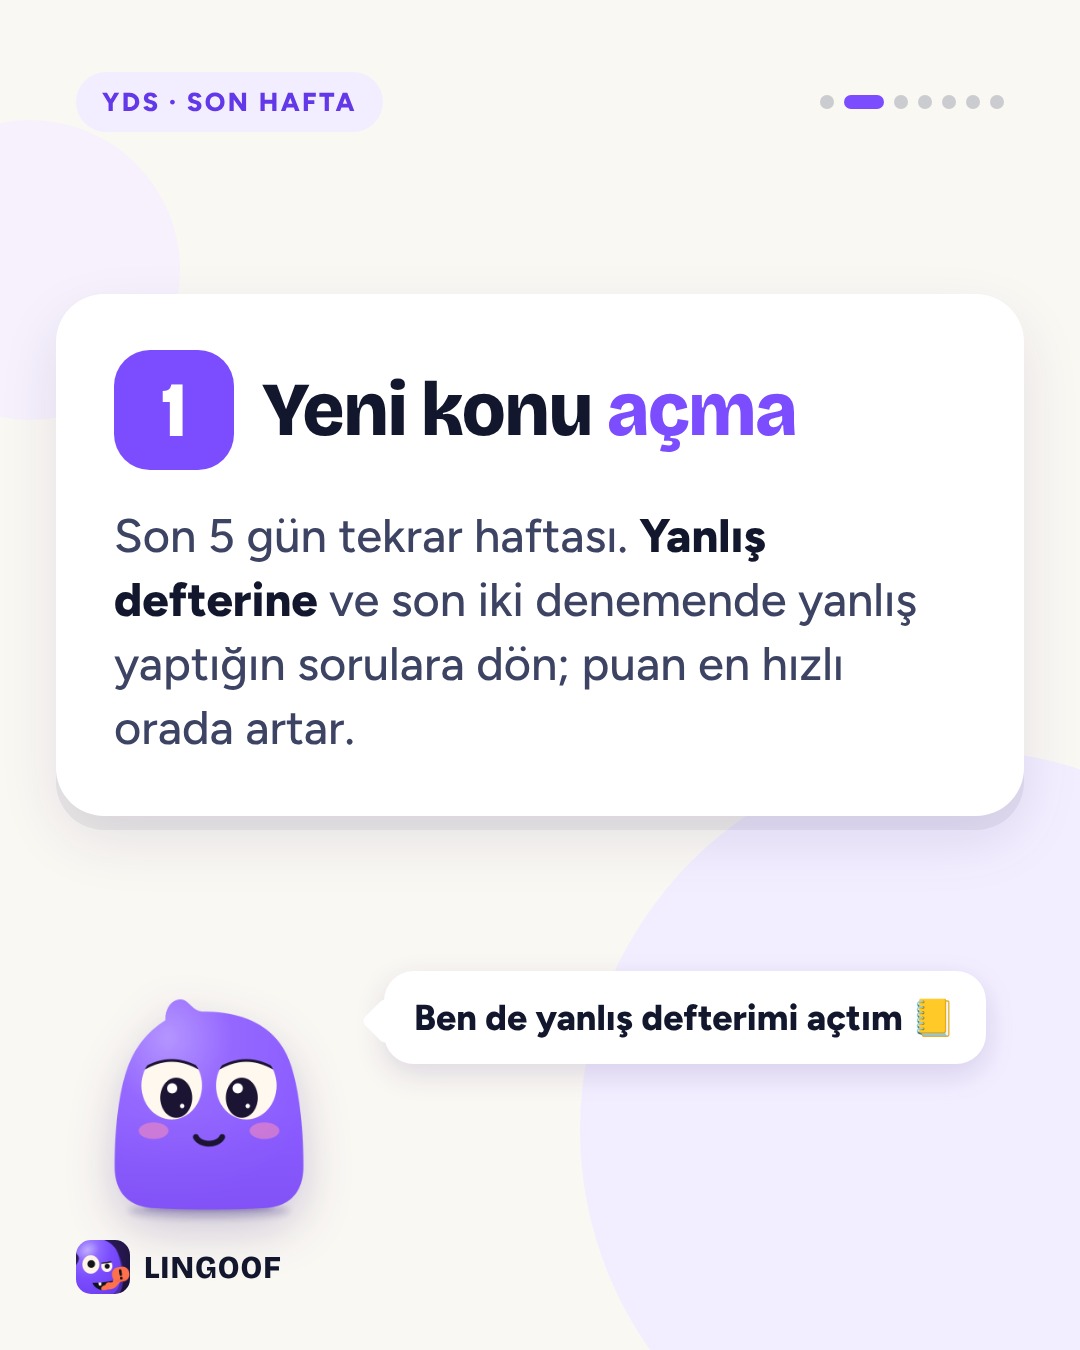 YDS · SON HAFTA
1
Yeni konu açma
Son 5 gün tekrar haftası. Yanlış
defterine ve son iki denemende yanlış
yaptığın sorulara dön; puan en hızlı
orada artar.
Ben de yanlış defterimi açtım 📒
LINGOOF